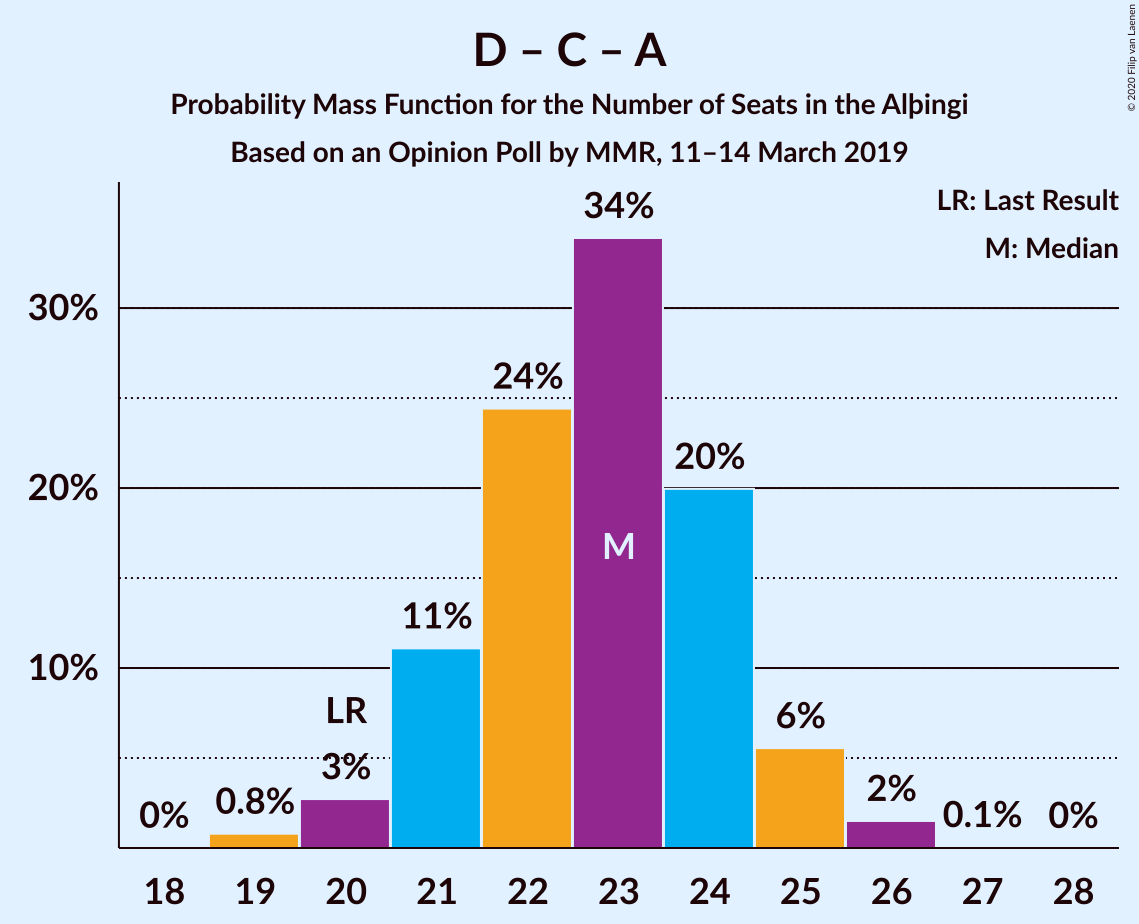 D – C – A
Probability Mass Function for the Number of Seats in the Alþingi
Based on an Opinion Poll by MMR, 11–14 March 2019
© 2020 Filip van Laenen
LR: Last Result
M: Median
30%
20%
10%
0%
0.8%
LR
3%
11%
24%
34%
M
20%
6%
2%
0.1%
0%
18 19 20 21 22 23 24 25 26 27 28